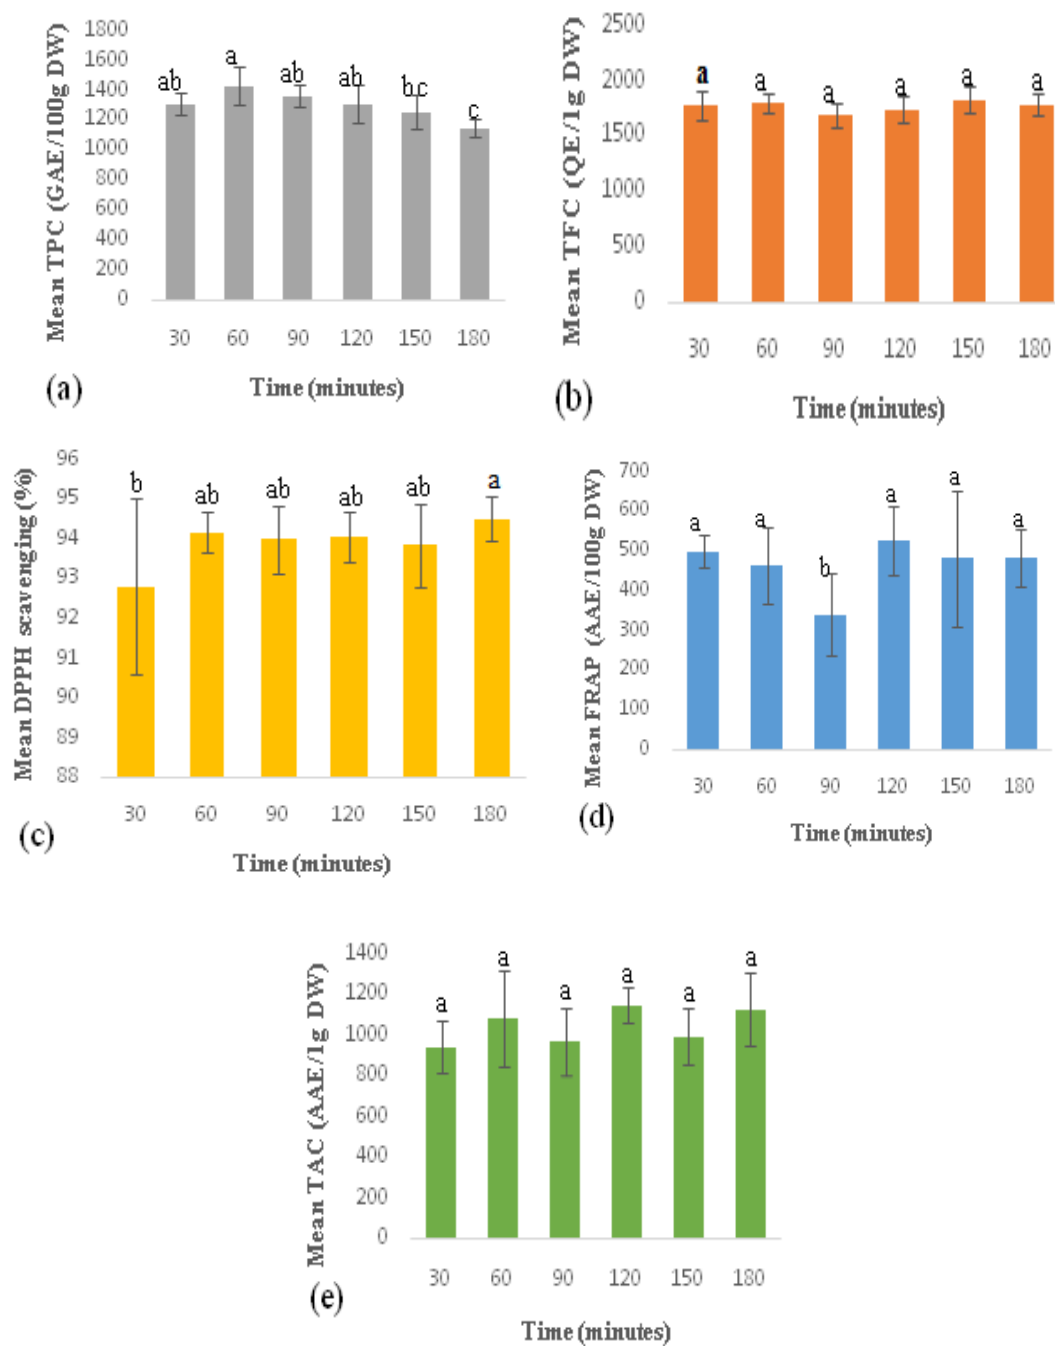 Mean TPC (GAE/100g DW)
1800
1600
1400
1200
1000
800
600
400
200
0
ab
a
ab
ab
bc
c
30 60 90 120 150 180
Time (minutes)
(a)
Mean TFC (QE/1g DW)
2500
2000
1500
1000
500
0
a
a
a
a
a
a
30 60 90 120 150 180
Time (minutes)
(b)
Mean DPPH scavenging (%)
96
95
94
93
92
91
90
89
88
b
ab
ab
ab
ab
a
30 60 90 120 150 180
Time (minutes)
(c)
Mean FRAP (AAE/100g DW)
700
600
500
400
300
200
100
0
a
a
b
a
a
a
30 60 90 120 150 180
Time (minutes)
(d)
Mean TAC (AAE/1g DW)
1400
1200
1000
800
600
400
200
0
a
a
a
a
a
a
30 60 90 120 150 180
Time (minutes)
(e)